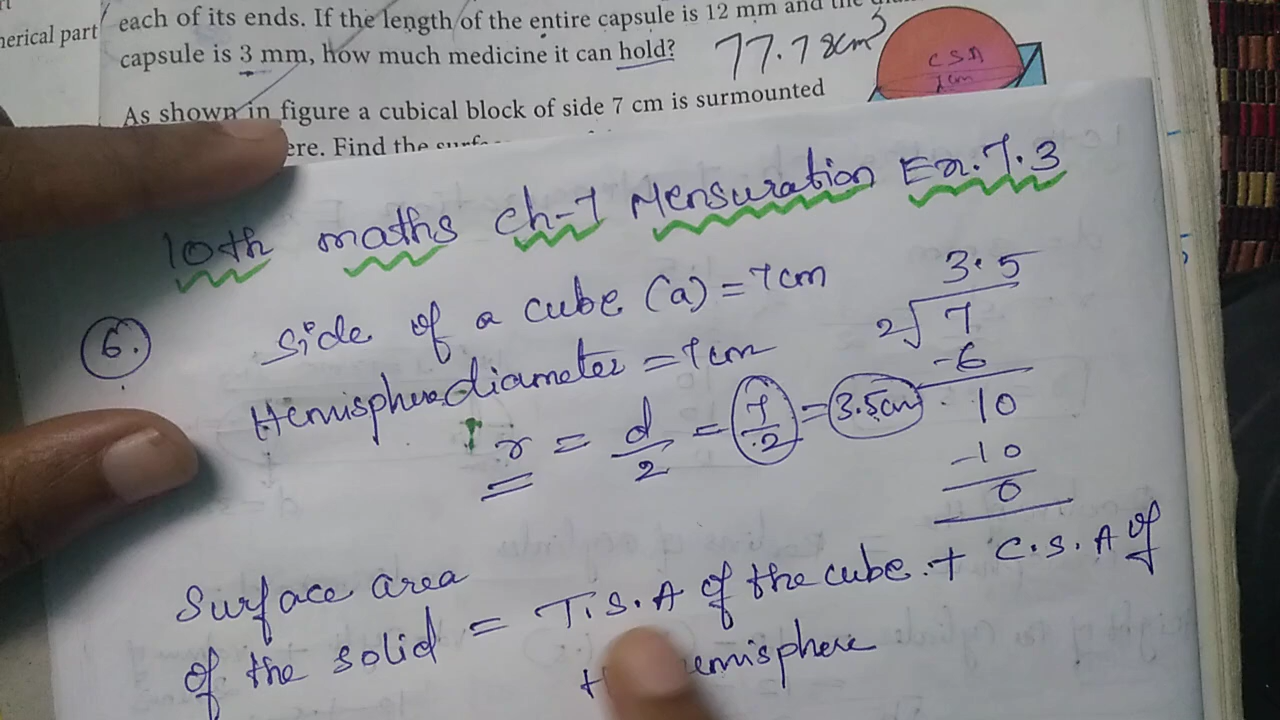 each of its ends. If the length of the entire capsule is 12 mm and the
herical part
capsule is 3 mm, how much medicine it can hold?
77.78cm³
C S A
7cm
As shown in figure a cubical block of side 7 cm is surmounted
ere. Find the
10th maths ch-7 Mensuration Ex.7.3
6.
Side of a cube (a) = 7cm
Hemisphere diameter = 7cm
r = d/2 = 7/2 = 3.5cm
3.5
2 7
-6
10
-10
0
Surface area
of the solid = T.S.A of the cube + C.S.A of
emisphere